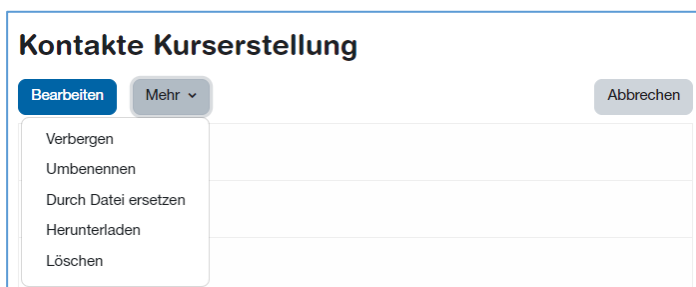 Kontakte Kurserstellung
Bearbeiten Mehr Abbrechen
Verbergen
Umbenennen
Durch Datei ersetzen
Herunterladen
Löschen